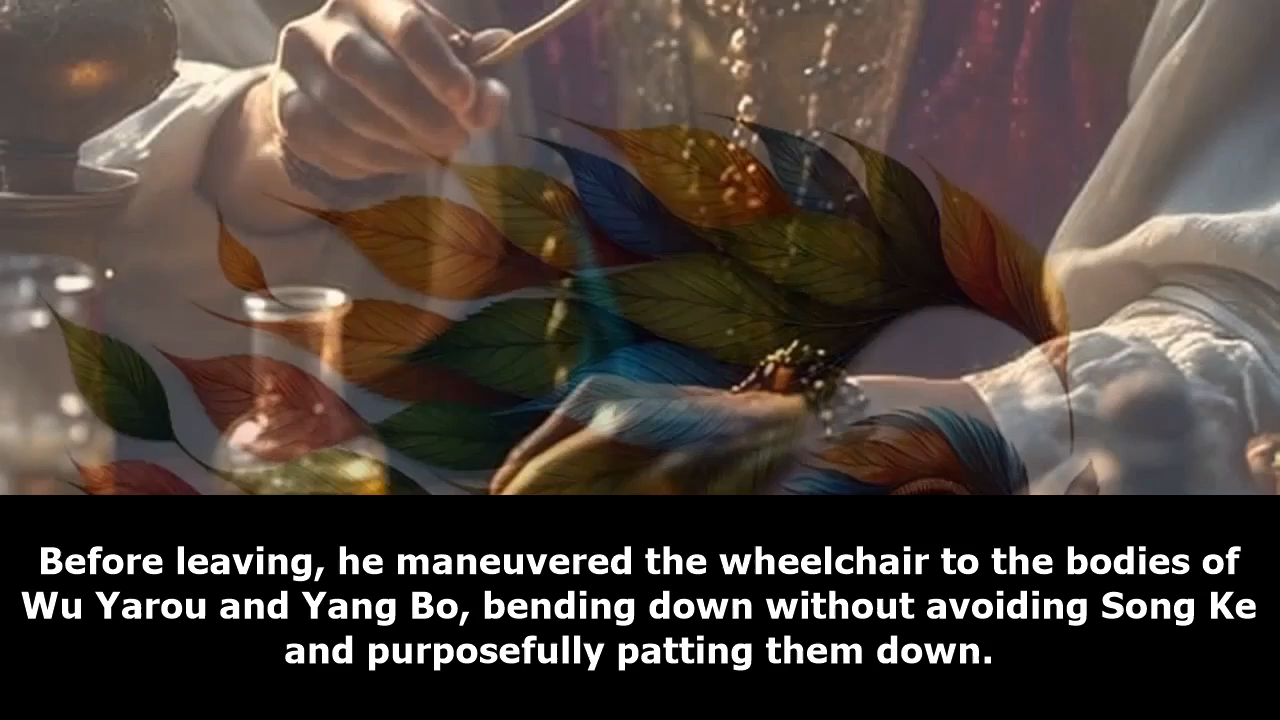 Before leaving, he maneuvered the wheelchair to the bodies of
Wu Yarou and Yang Bo, bending down without avoiding Song Ke
and purposefully patting them down.